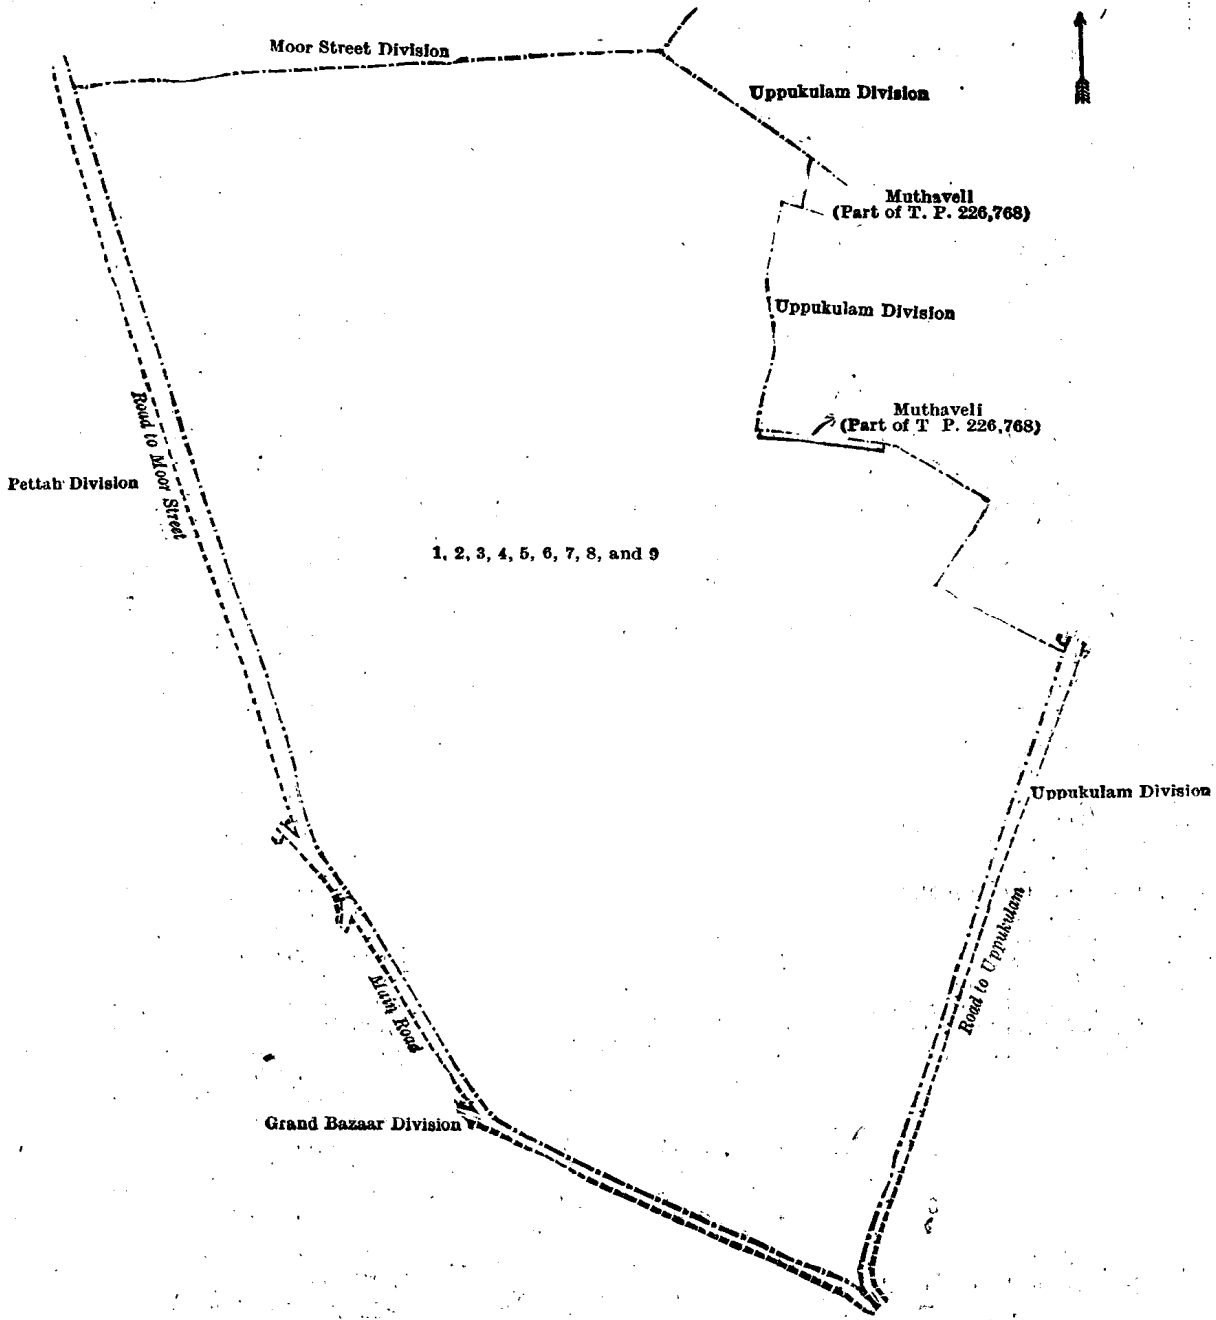 Moor Street Division
Uppukulam Division
Muthaveli
(Part of T. P. 226,768)
Uppukulam Division
Muthaveli
(Part of T P. 226,768)
Road to Moor Street
Pettah Division
1, 2, 3, 4, 5, 6, 7, 8, and 9
Uppukulam Division
Road to Uppukulam
Main Road
Grand Bazaar Division